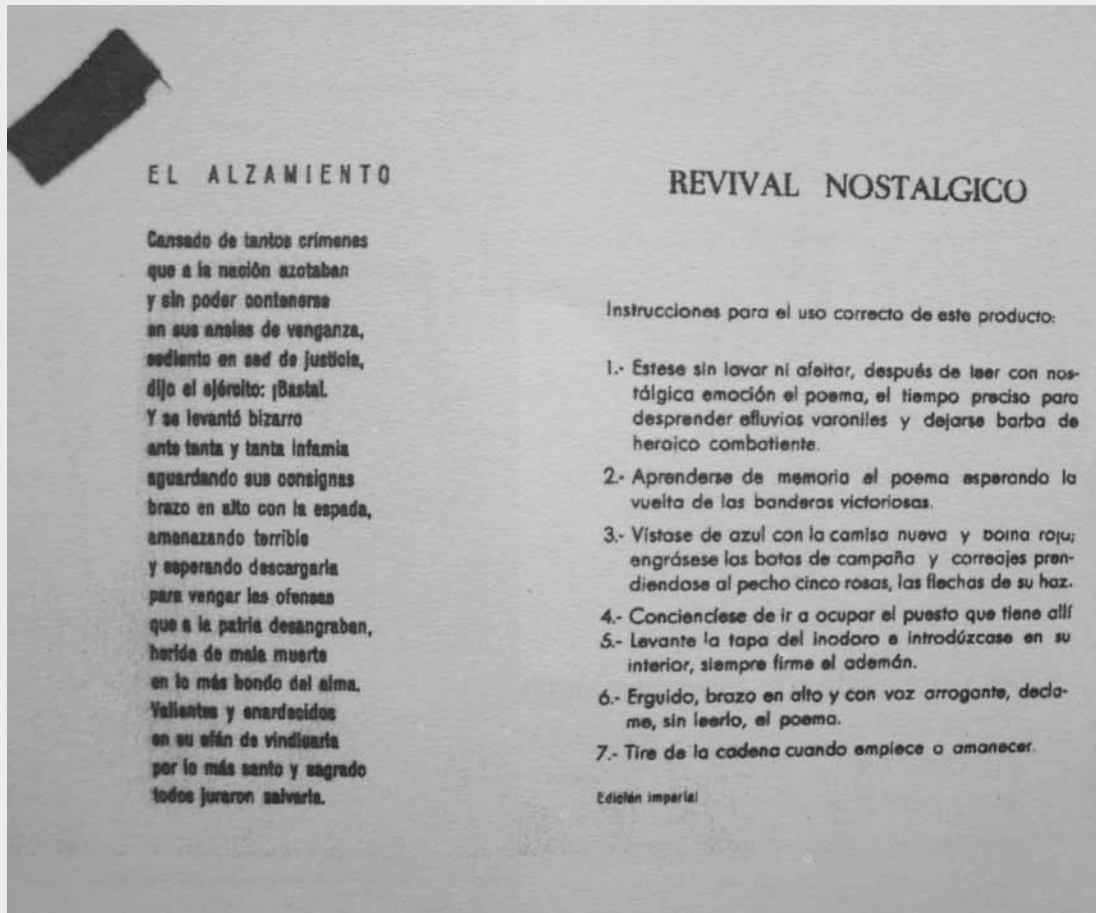 EL ALZAMIENTO
Cansado de tantos crímenes
que a la nación azotaban
y sin poder contenerse
en sus ansias de venganza,
sediento en sed de justicia,
dijo el ejército: ¡Basta!.
Y se levantó bizarro
ante tanta y tanta infamia
aguardando sus consignas
brazo en alto con la espada,
amenazando terrible
y esperando descargarla
para vengar las ofensas
que a la patria desangraban,
herida de mala muerte
en lo más hondo del alma.
Valientes y enardecidos
en su afán de vindicarla
por lo más santo y sagrado
todos juraron salvarla.
REVIVAL NOSTALGICO
Instrucciones para el uso correcto de este producto:
1.- Estese sin lavar ni afeitar, después de leer con nos-
tálgica emoción el poema, el tiempo preciso para
desprender efluvios varoniles y dejarse barba de
heroico combatiente.
2.- Aprenderse de memoria el poema esperando la
vuelta de las banderas victoriosas.
3.- Vístase de azul con la camisa nueva y boina roja;
engrásese las botas de campaña y correajes pren-
diendose al pecho cinco rosas, las flechas de su haz.
4.- Conciencíese de ir a ocupar el puesto que tiene allí
5.- Levante la tapa del inodoro e introdúzcase en su
interior, siempre firme el ademán.
6.- Erguido, brazo en alto y con voz arrogante, decla-
me, sin leerlo, el poema.
7.- Tire de la cadena cuando empiece a amanecer.
Edición imperial